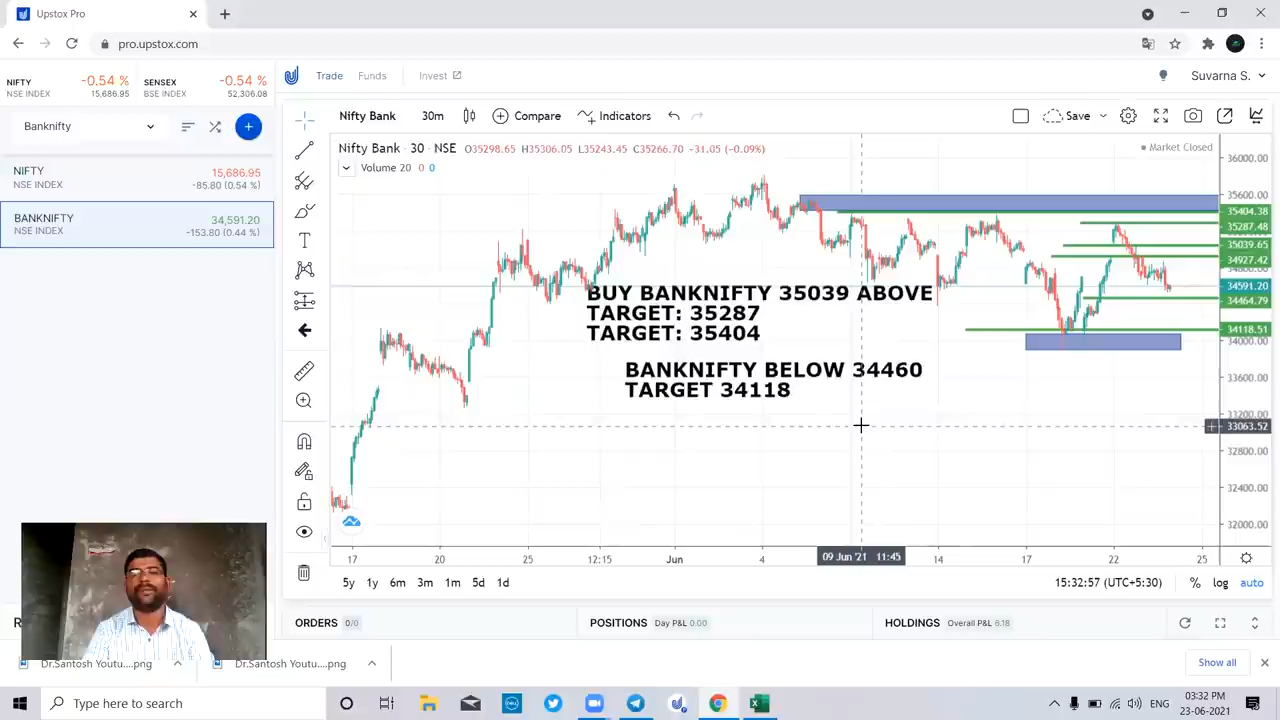 Upstox Pro
pro.upstox.com
NIFTY -0.54 %
NSE INDEX 15,686.95
SENSEX -0.54 %
BSE INDEX 52,306.08
Trade Funds Invest
Suvarna S.
Banknifty
Nifty Bank 30m Compare Indicators Save
NIFTY 15,686.95
NSE INDEX -85.80 (0.54 %)
BANKNIFTY 34,591.20
NSE INDEX -153.80 (0.44 %)
Nifty Bank · 30 · NSE O35298.65 H35306.05 L35243.45 C35266.70 -31.05 (-0.09%)
Market Closed
Volume 20 0 0
36000.00
35600.00
35404.38
35287.48
35039.65
34927.42
34591.20
34464.79
34118.51
34000.00
33600.00
33200.00
33063.52
32800.00
32400.00
32000.00
BUY BANKNIFTY 35039 ABOVE
TARGET: 35287
TARGET: 35404
BANKNIFTY BELOW 34460
TARGET 34118
17 20 25 12:15 Jun 4 09 Jun '21 11:45 14 17 22 25
5y 1y 6m 3m 1m 5d 1d
15:32:57 (UTC+5:30) % log auto
ORDERS 0/0
POSITIONS Day P&L 0.00
HOLDINGS Overall P&L 6.18
Dr.Santosh Youtu....png
Dr.Santosh Youtu....png
Show all
Type here to search
ENG
03:32 PM
23-06-2021